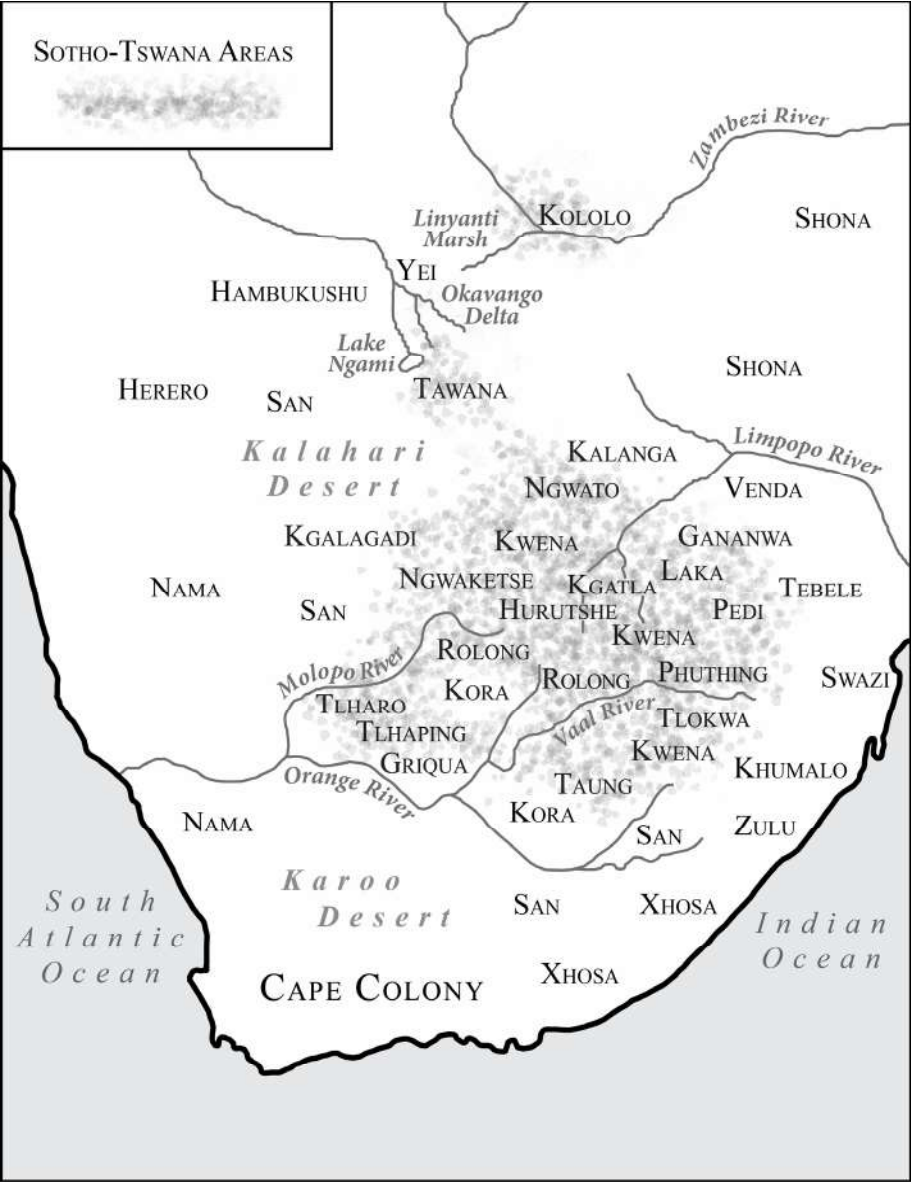 SOTHO-TSWANA AREAS
Zambezi River
KOLOLO
Linyanti
Marsh
SHONA
YEI
HAMBUKUSHU
Okavango
Delta
Lake
Ngami
SHONA
HERERO
SAN
TAWANA
Kalahari
Desert
KALANGA
Limpopo River
NGWATO
VENDA
KGALAGADI
KWENA
GANANWA
NAMA
NGWAKETSE
KGATLA
LAKA
TEBELE
SAN
HURUTSHE
PEDI
KWENA
ROLONG
Molopo River
KORA
ROLONG
PHUTHING
SWAZI
TLHARO
TLHAPING
Vaal River
TLOKWA
KWENA
GRIQUA
KHUMALO
Orange River
TAUNG
NAMA
KORA
SAN
ZULU
Karoo
Desert
SAN
XHOSA
South
Atlantic
Ocean
Indian
Ocean
CAPE COLONY
XHOSA